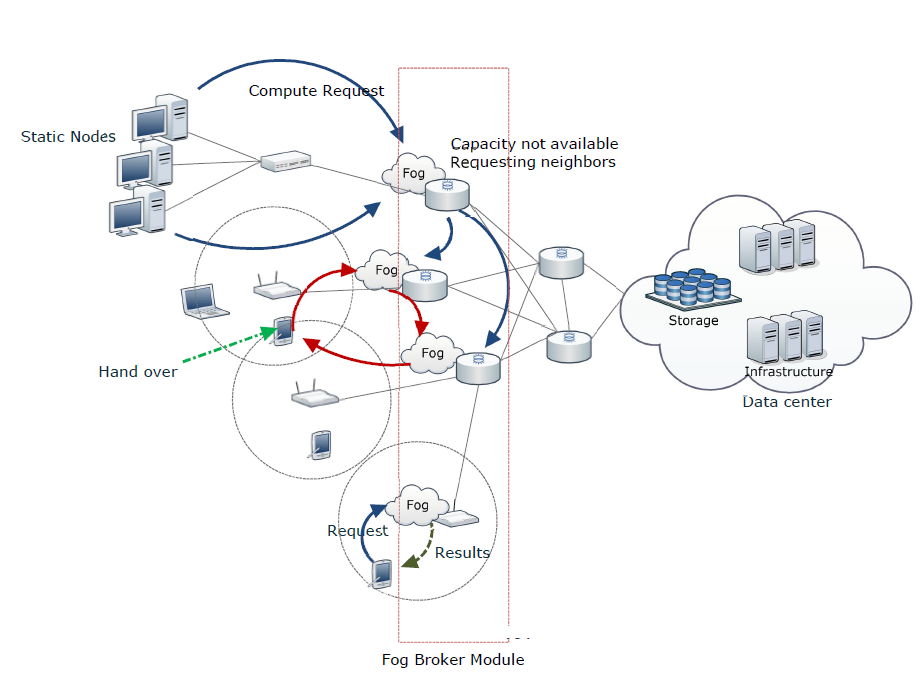 Compute Request
Static Nodes
Capacity not available
Requesting neighbors
Fog
Fog
Storage
Fog
Hand over
Infrastructure
Data center
Fog
Request
Results
Fog Broker Module